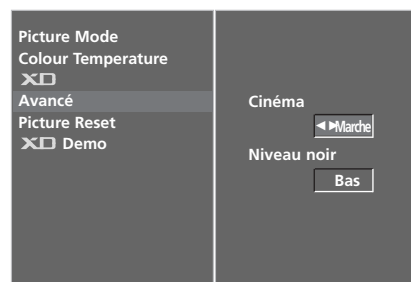 Picture Mode
Colour Temperature
XD
Avancé
Picture Reset
XD Demo
Cinéma
◄►Marche
Niveau noir
Bas